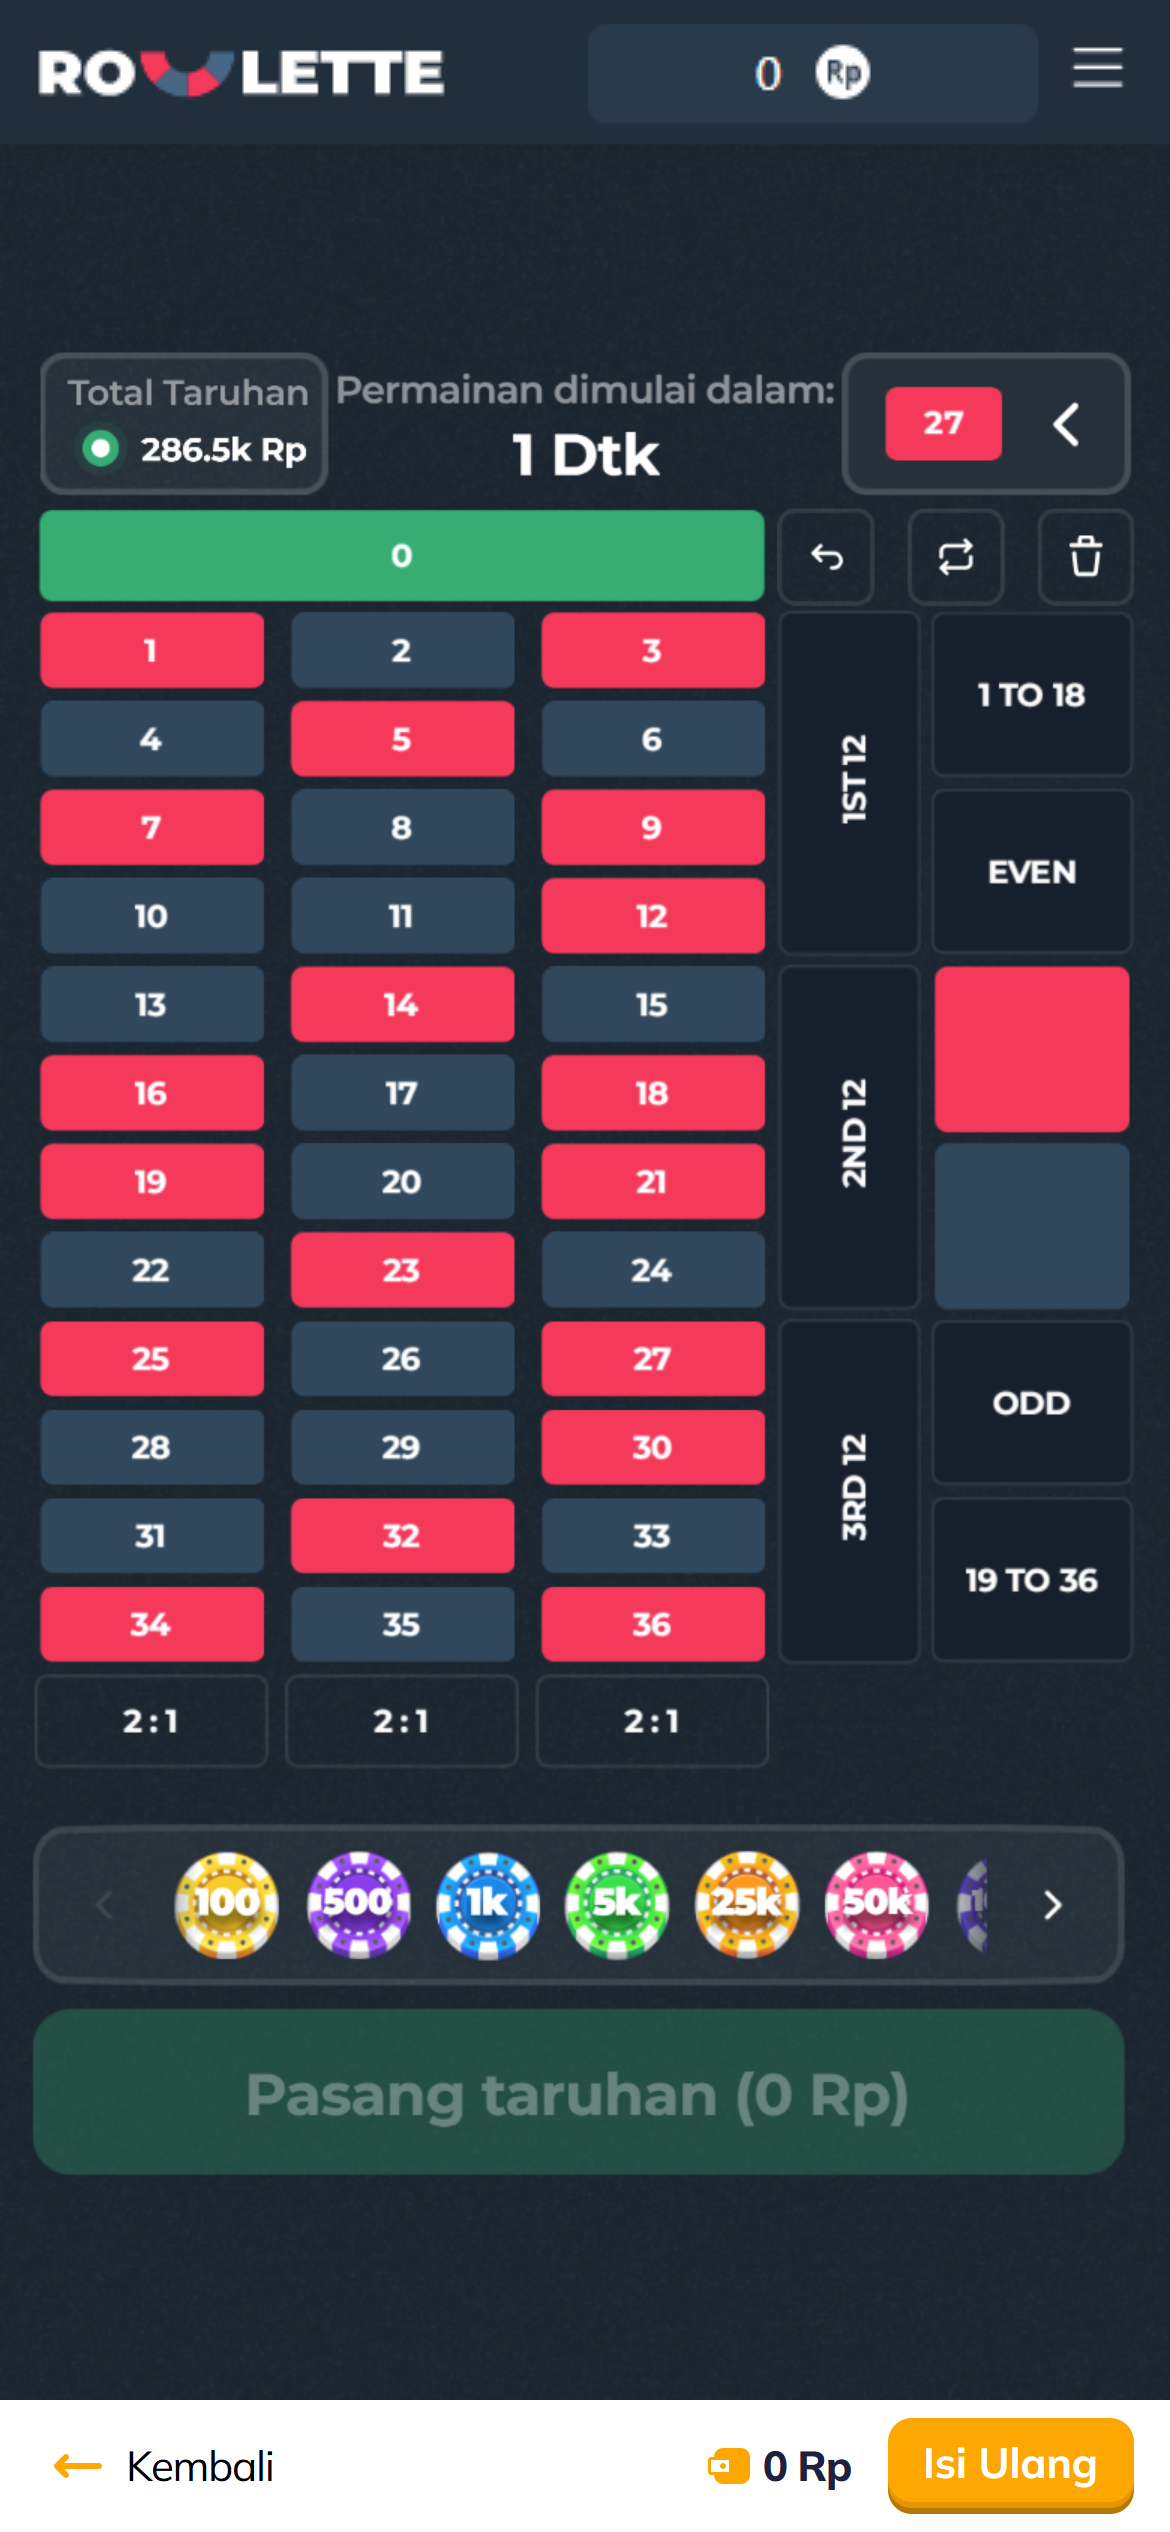 ROULETTE
0 Rp
Total Taruhan
286.5k Rp
Permainan dimulai dalam:
1 Dtk
27
0
1 2 3
4 5 6
7 8 9
10 11 12
13 14 15
16 17 18
19 20 21
22 23 24
25 26 27
28 29 30
31 32 33
34 35 36
2:1 2:1 2:1
1ST 12
2ND 12
3RD 12
1 TO 18
EVEN
ODD
19 TO 36
100 500 1k 5k 25k 50k
Pasang taruhan (0 Rp)
Kembali
0 Rp
Isi Ulang